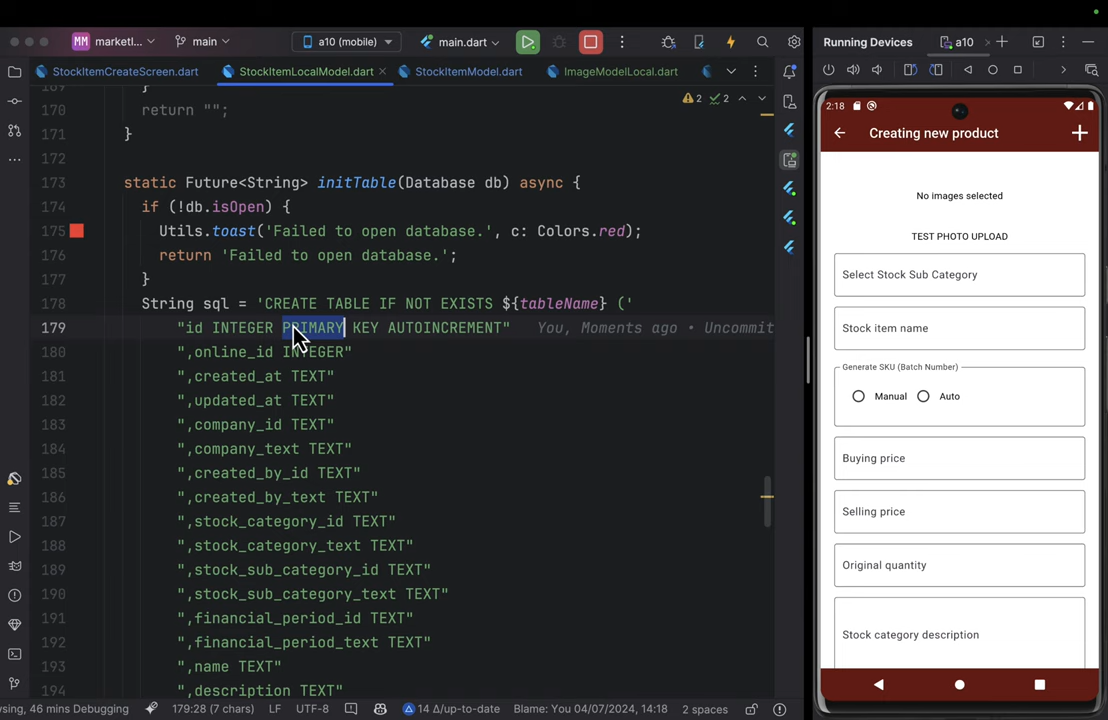 MM marketl... main a10 (mobile) main.dart
Running Devices a10
StockItemCreateScreen.dart StockItemLocalModel.dart StockItemModel.dart ImageModelLocal.dart
2 2
2:18
Creating new product
169 }
170 return "";
171 }
172
173 static Future<String> initTable(Database db) async {
174 if (!db.isOpen) {
175 Utils.toast('Failed to open database.', c: Colors.red);
176 return 'Failed to open database.';
177 }
178 String sql = 'CREATE TABLE IF NOT EXISTS ${tableName} ('
179 "id INTEGER PRIMARY KEY AUTOINCREMENT" You, Moments ago • Uncommit
180 ",online_id INTEGER"
181 ",created_at TEXT"
182 ",updated_at TEXT"
183 ",company_id TEXT"
184 ",company_text TEXT"
185 ",created_by_id TEXT"
186 ",created_by_text TEXT"
187 ",stock_category_id TEXT"
188 ",stock_category_text TEXT"
189 ",stock_sub_category_id TEXT"
190 ",stock_sub_category_text TEXT"
191 ",financial_period_id TEXT"
192 ",financial_period_text TEXT"
193 ",name TEXT"
194 ",description TEXT"
No images selected
TEST PHOTO UPLOAD
Select Stock Sub Category
Stock item name
Generate SKU (Batch Number)
Manual Auto
Buying price
Selling price
Original quantity
Stock category description
ysing, 46 mins Debugging 179:28 (7 chars) LF UTF-8 14 Δ/up-to-date Blame: You 04/07/2024, 14:18 2 spaces